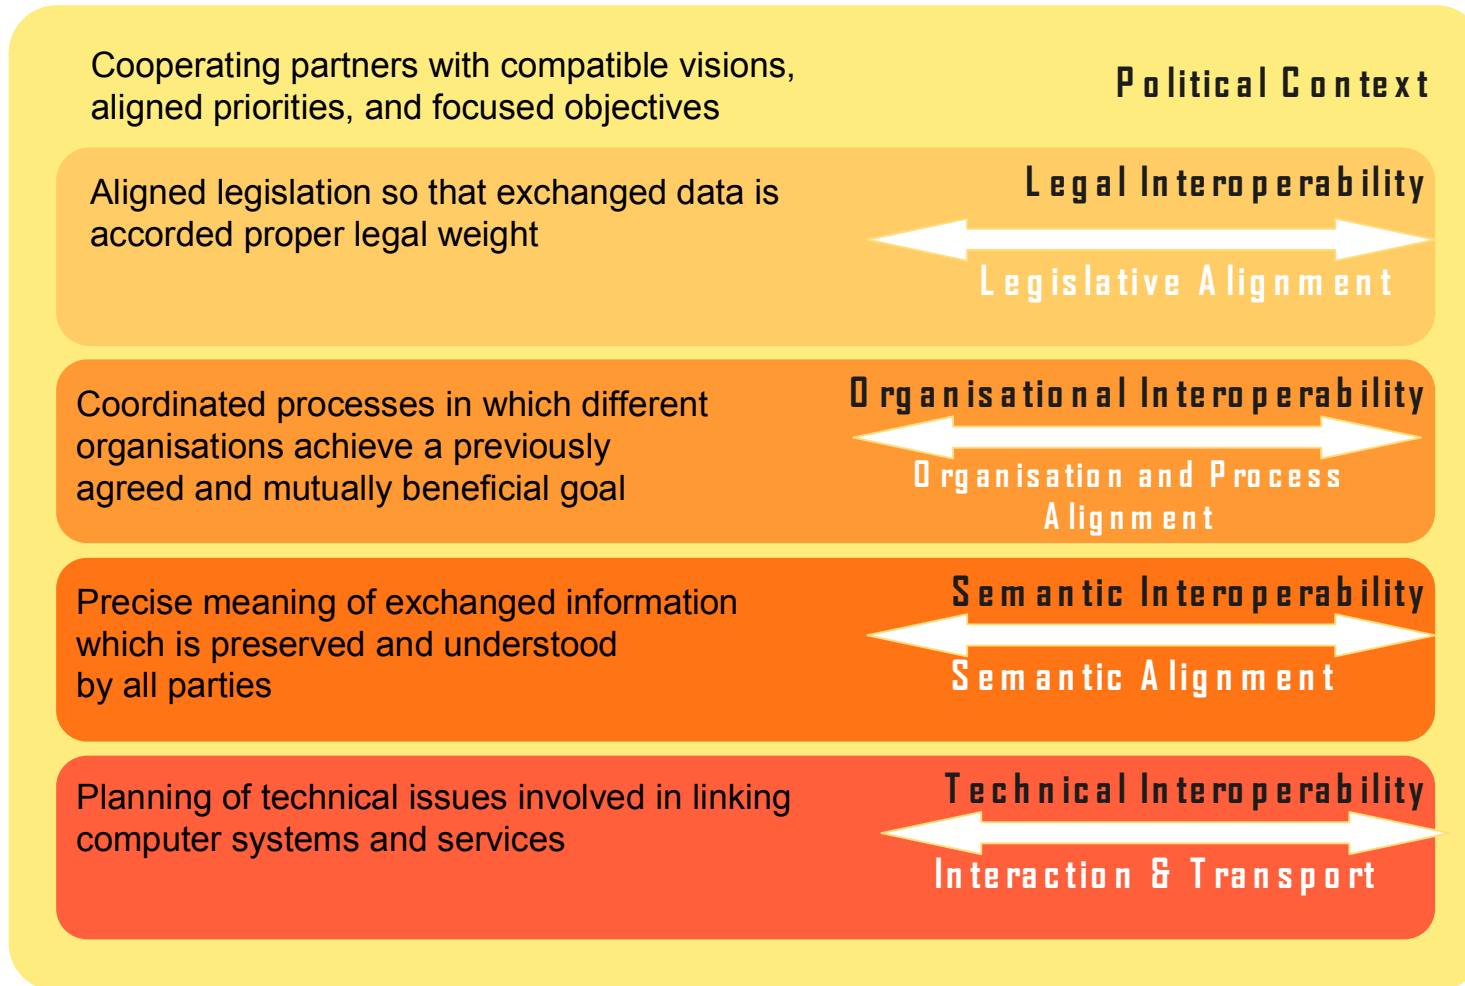 Cooperating partners with compatible visions,
aligned priorities, and focused objectives
Political Context
Aligned legislation so that exchanged data is
accorded proper legal weight
Legal Interoperability
Legislative Alignment
Coordinated processes in which different
organisations achieve a previously
agreed and mutually beneficial goal
Organisational Interoperability
Organisation and Process
Alignment
Precise meaning of exchanged information
which is preserved and understood
by all parties
Semantic Interoperability
Semantic Alignment
Planning of technical issues involved in linking
computer systems and services
Technical Interoperability
Interaction & Transport